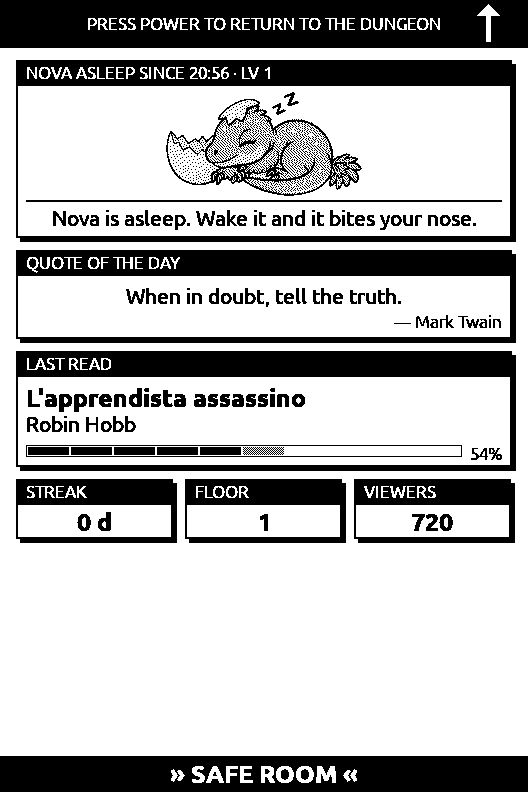 PRESS POWER TO RETURN TO THE DUNGEON
NOVA ASLEEP SINCE 20:56 · LV 1
z z
Nova is asleep. Wake it and it bites your nose.
QUOTE OF THE DAY
When in doubt, tell the truth.
— Mark Twain
LAST READ
L'apprendista assassino
Robin Hobb
54%
STREAK FLOOR VIEWERS
0 d 1 720
» SAFE ROOM «